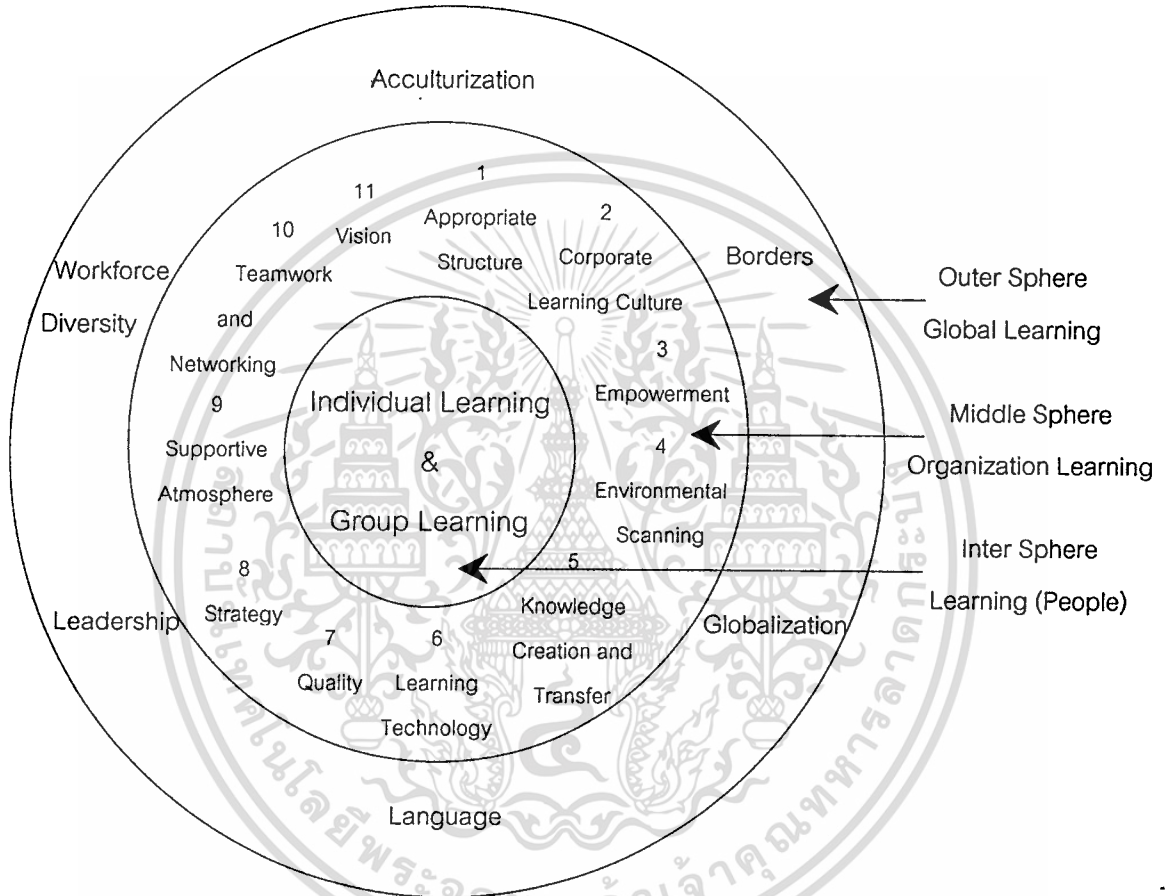 Acculturization
1
Appropriate
Structure
2
Corporate
Learning Culture
3
Empowerment
4
Environmental
Scanning
5
Knowledge
Creation and
Transfer
6
Learning
Technology
7
Quality
8
Strategy
9
Supportive
Atmosphere
10
Teamwork
and
Networking
11
Vision
Individual Learning
&
Group Learning
Workforce
Diversity
Borders
Leadership
Globalization
Language
Outer Sphere
Global Learning
Middle Sphere
Organization Learning
Inter Sphere
Learning (People)